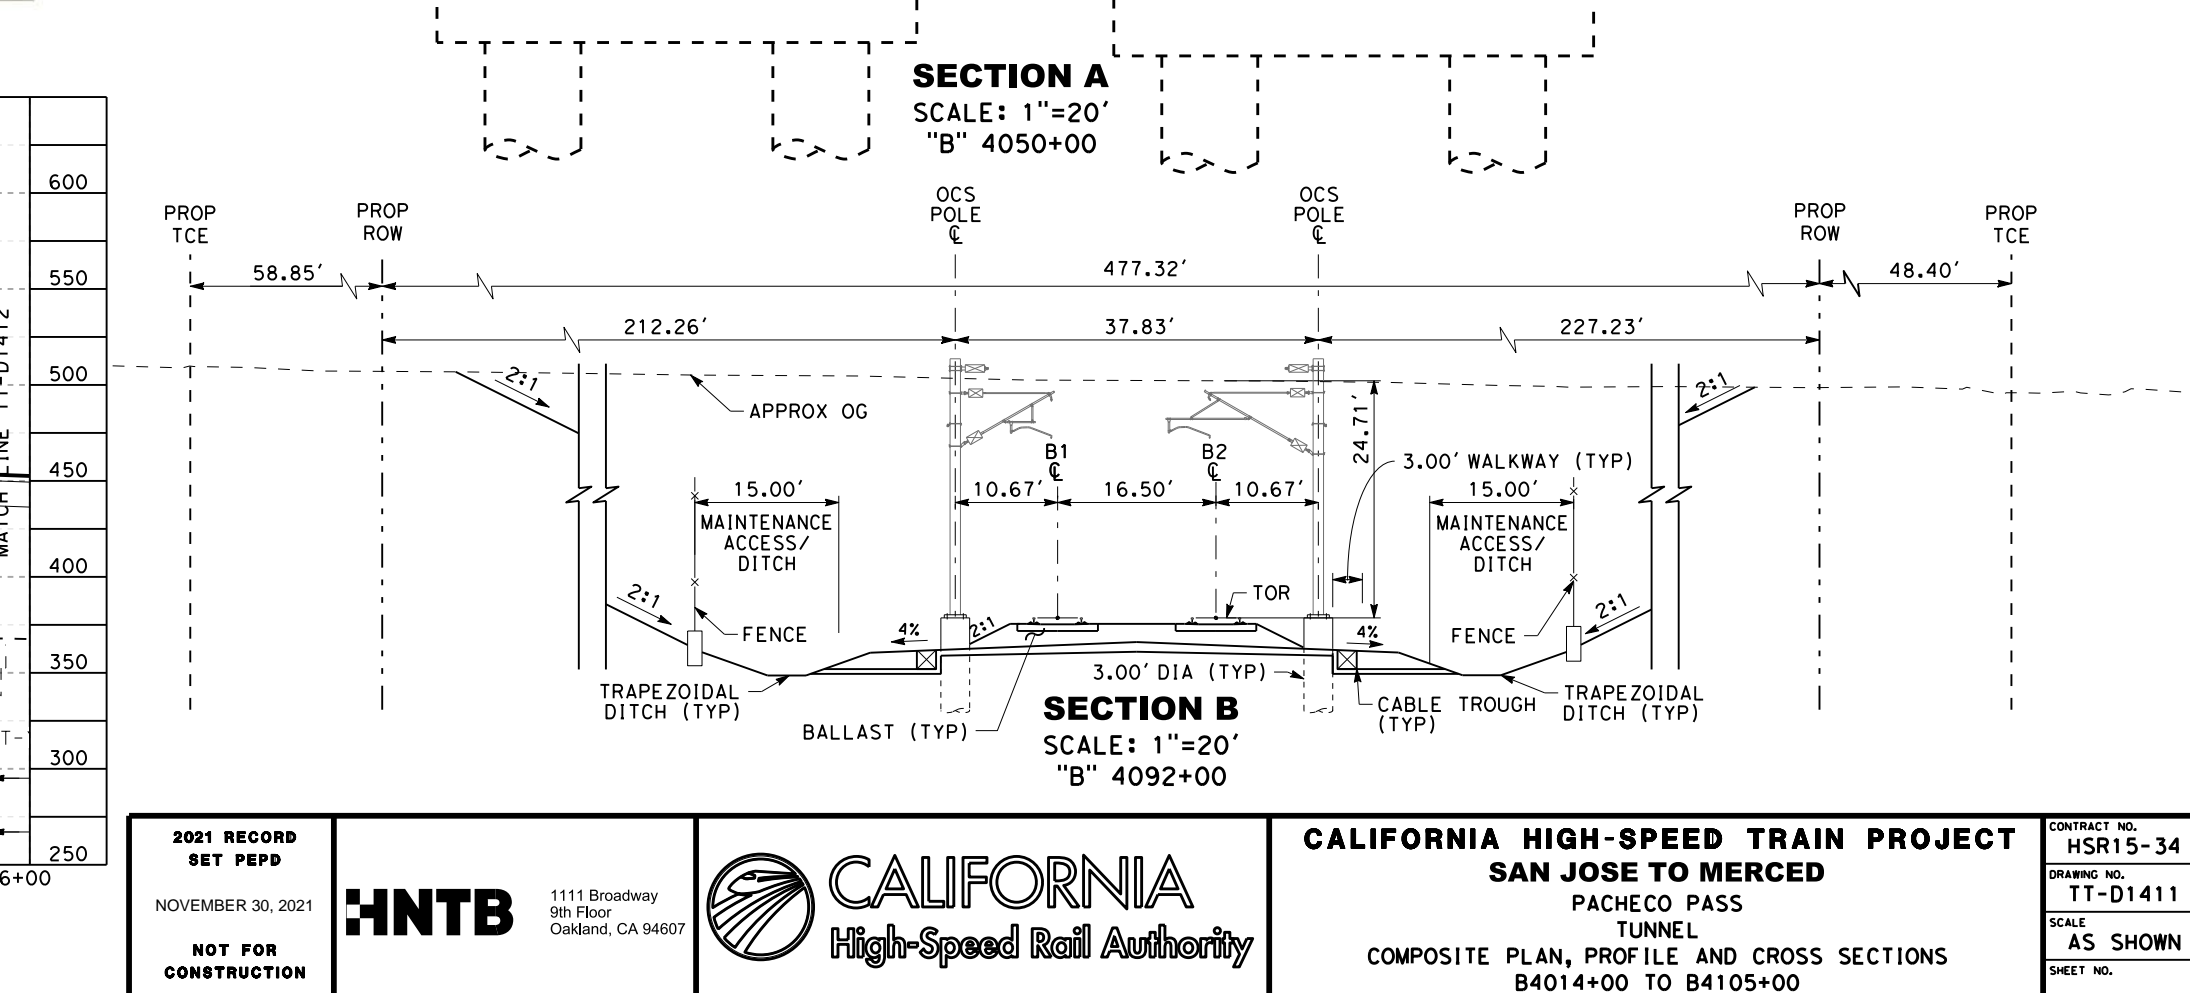 SECTION A
SCALE: 1"=20'
"B" 4050+00
600
550
500
450
400
350
300
250
6+00
MATCH LINE TT-D1412
PROP
TCE
PROP
ROW
OCS
POLE
℄
OCS
POLE
℄
PROP
ROW
PROP
TCE
58.85'
477.32'
48.40'
212.26'
37.83'
227.23'
2:1
APPROX OG
2:1
24.71'
B1
℄
B2
℄
3.00' WALKWAY (TYP)
15.00'
MAINTENANCE
ACCESS/
DITCH
10.67'
16.50'
10.67'
15.00'
MAINTENANCE
ACCESS/
DITCH
2:1
FENCE
4%
2:1
TOR
4%
FENCE
2:1
TRAPEZOIDAL
DITCH (TYP)
BALLAST (TYP)
3.00' DIA (TYP)
CABLE TROUGH
(TYP)
TRAPEZOIDAL
DITCH (TYP)
SECTION B
SCALE: 1"=20'
"B" 4092+00
T-
2021 RECORD
SET PEPD
NOVEMBER 30, 2021
NOT FOR
CONSTRUCTION
HNTB
1111 Broadway
9th Floor
Oakland, CA 94607
CALIFORNIA
High-Speed Rail Authority
CALIFORNIA HIGH-SPEED TRAIN PROJECT
SAN JOSE TO MERCED
PACHECO PASS
TUNNEL
COMPOSITE PLAN, PROFILE AND CROSS SECTIONS
B4014+00 TO B4105+00
CONTRACT NO.
HSR15-34
DRAWING NO.
TT-D1411
SCALE
AS SHOWN
SHEET NO.